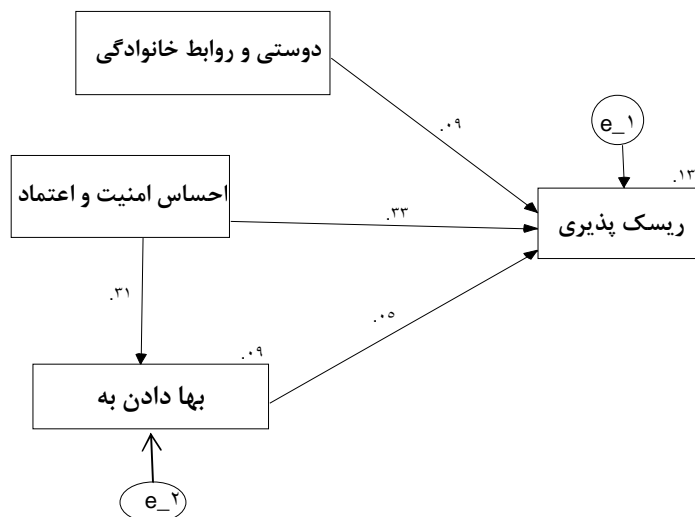 دوستی و روابط خانوادگی
.۰۹
e_۱
.۱۳
احساس امنیت و اعتماد
.۳۳
ریسک پذیری
.۳۱
.۰۵
.۰۹
بها دادن به
e_۲